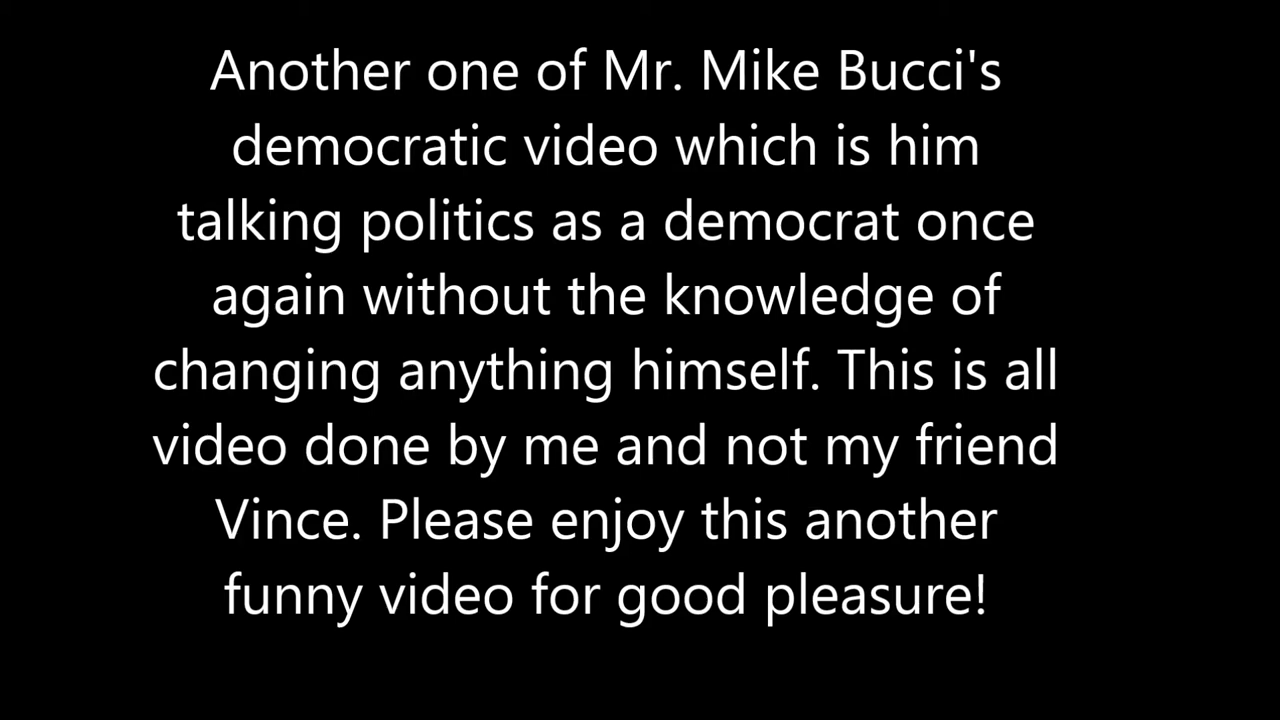 Another one of Mr. Mike Bucci's
democratic video which is him
talking politics as a democrat once
again without the knowledge of
changing anything himself. This is all
video done by me and not my friend
Vince. Please enjoy this another
funny video for good pleasure!